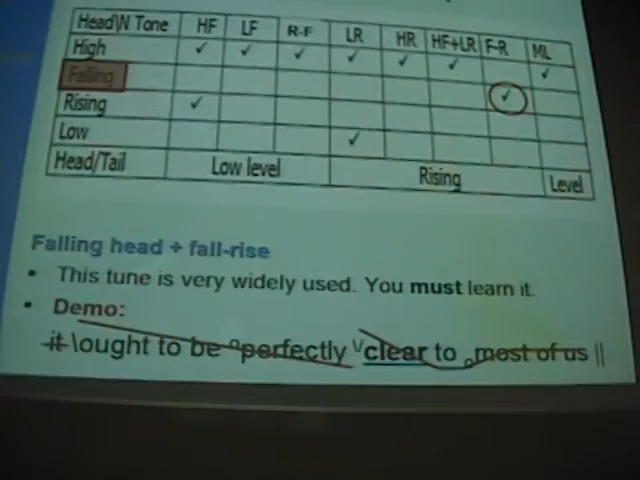 Head\N Tone HF LF R-F LR HR HF+LR F-R ML
High ✓ ✓ ✓ ✓ ✓ ✓ ✓
Falling ✓
Rising ✓
Low ✓
Head/Tail Low level Rising Level
Falling head + fall-rise
▪ This tune is very widely used. You must learn it.
▪ Demo:
it \ought to be °perfectly ˅clear to ₒmost of us ||